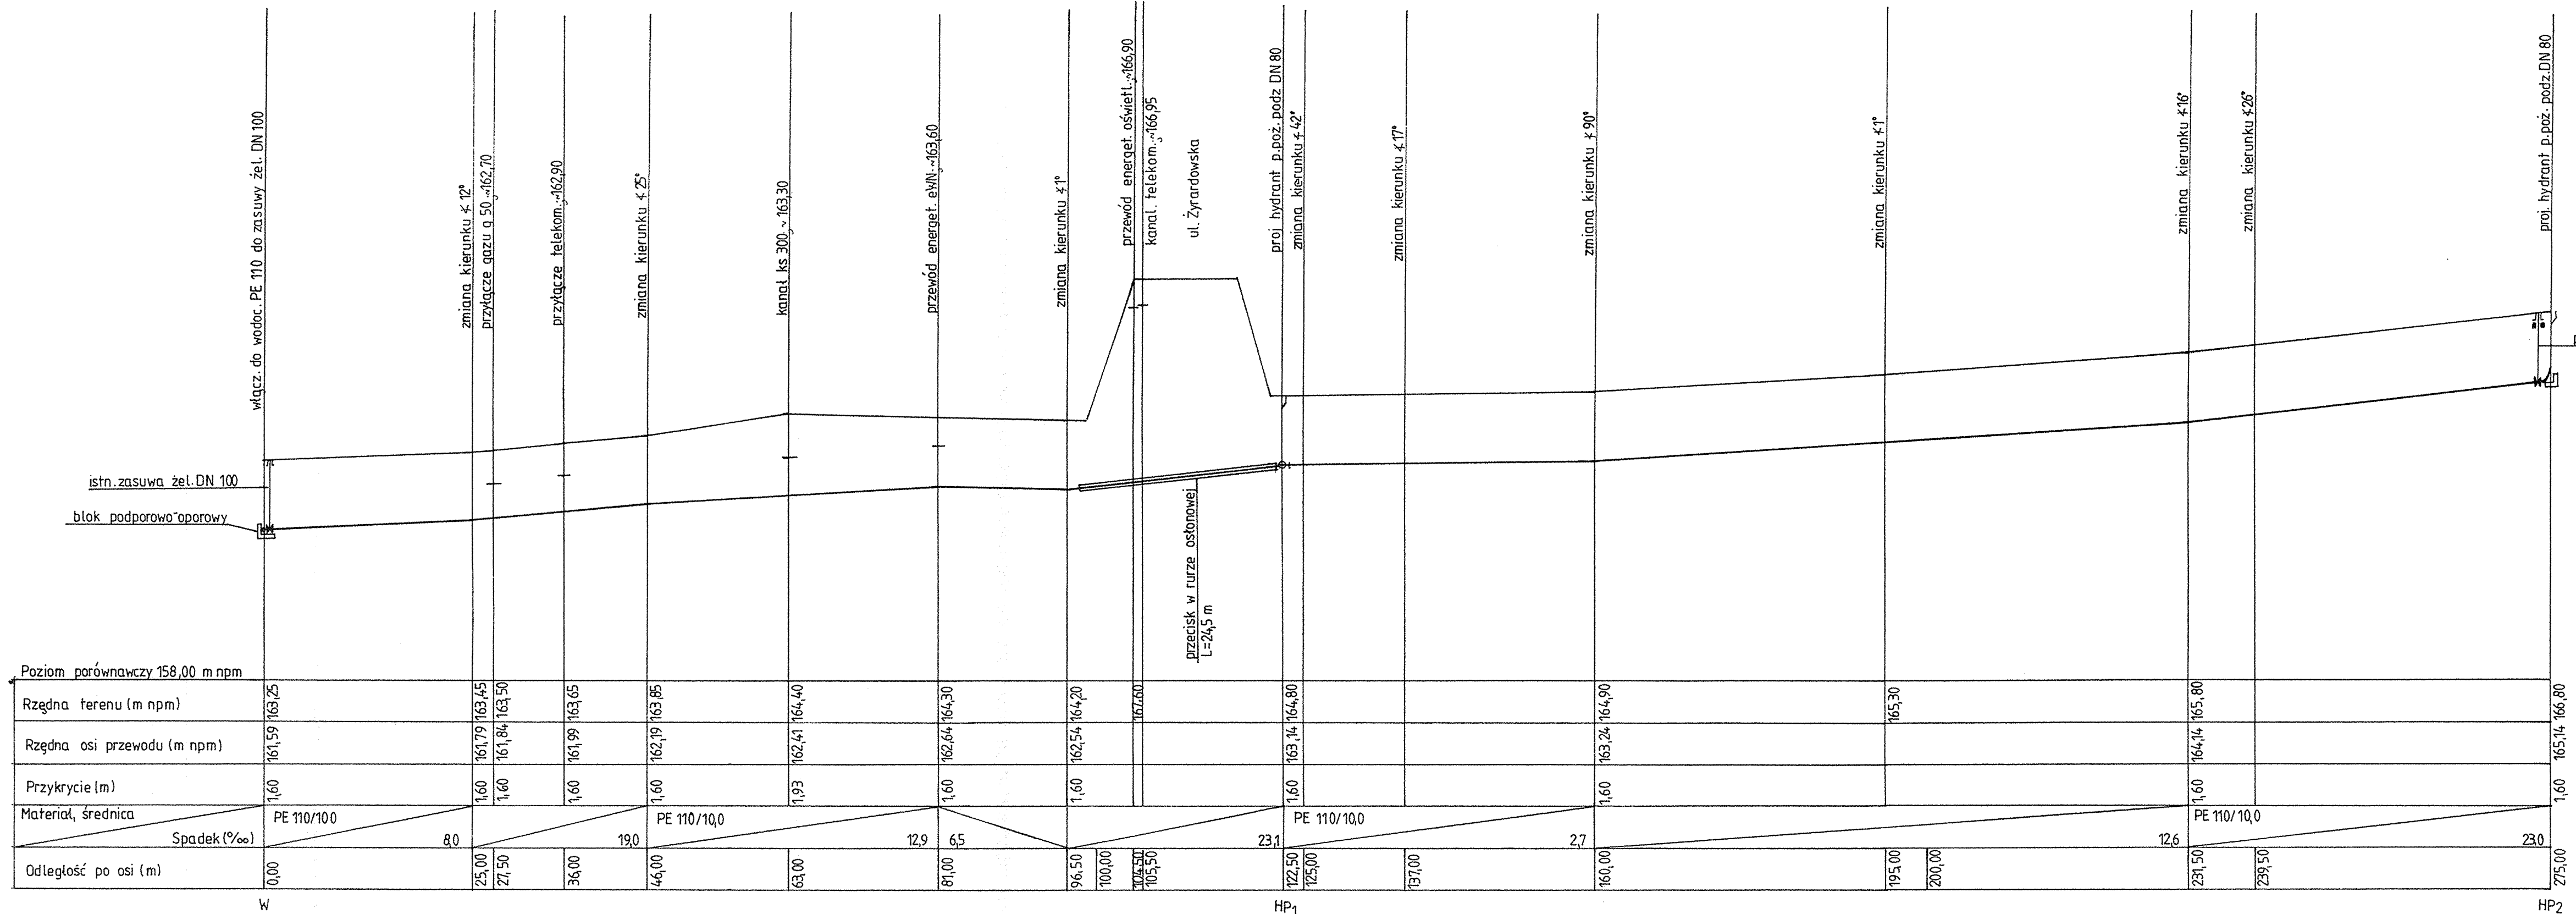 włącz. do wodoc. PE 110 do zasuwy żel. DN 100
zmiana kierunku ∢ 12°
przyłącze gazu g 50 ~162,70
przyłącze telekom. ~162,90
zmiana kierunku ∢ 25°
kanał ks 300 ~ 163,30
przewód energet. eWN ~163,60
zmiana kierunku ∢ 1°
przewód energet. oświetl. ~166,90
kanal. telekom. ~166,95
ul. Żyrardowska
proj hydrant p.poż. podz DN 80
zmiana kierunku ∢ 42°
zmiana kierunku ∢ 17°
zmiana kierunku ∢ 90°
zmiana kierunku ∢ 1°
zmiana kierunku ∢ 16°
zmiana kierunku ∢ 26°
proj. hydrant p.poż. podz. DN 80
istn. zasuwa żel. DN 100
blok podporowo-oporowy
przecisk w rurze osłonowej
L=24,5 m
Poziom porównawczy 158,00 m npm
Rzędna terenu (m npm) 163,25 163,45 163,50 163,65 163,85 164,40 164,30 164,20 167,60 164,80 164,90 165,30 165,80 166,80
Rzędna osi przewodu (m npm) 161,59 161,79 161,84 161,99 162,19 162,41 162,64 162,54 163,14 163,24 164,14 165,14
Przykrycie (m) 1,60 1,60 1,60 1,60 1,60 1,93 1,60 1,60 1,60 1,60 1,60 1,60
Materiał, średnica PE 110/100 PE 110/10,0 PE 110/10,0 PE 110/10,0
Spadek (‰) 8,0 19,0 12,9 6,5 23,1 2,7 12,6 23,0
Odległość po osi (m) 0,00 25,00 27,50 36,00 46,00 63,00 81,00 96,50 100,00 104,50 105,50 122,50 125,00 137,00 160,00 195,00 200,00 231,50 239,50 275,00
W HP1 HP2